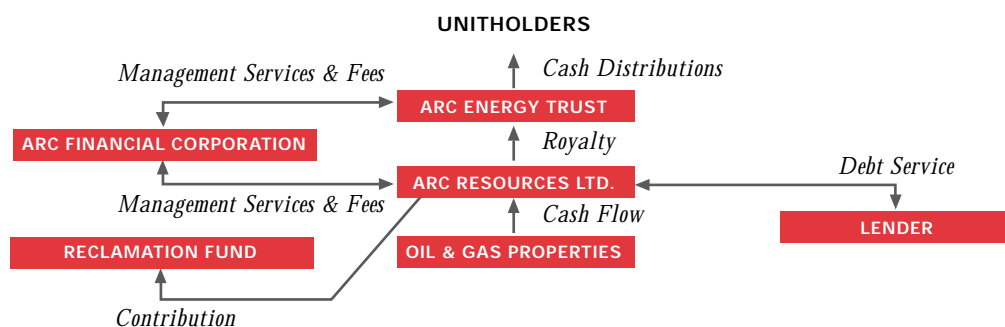 UNITHOLDERS
Management Services & Fees
Cash Distributions
ARC ENERGY TRUST
ARC FINANCIAL CORPORATION
Royalty
Debt Service
ARC RESOURCES LTD.
Management Services & Fees
Cash Flow
LENDER
RECLAMATION FUND
OIL & GAS PROPERTIES
Contribution